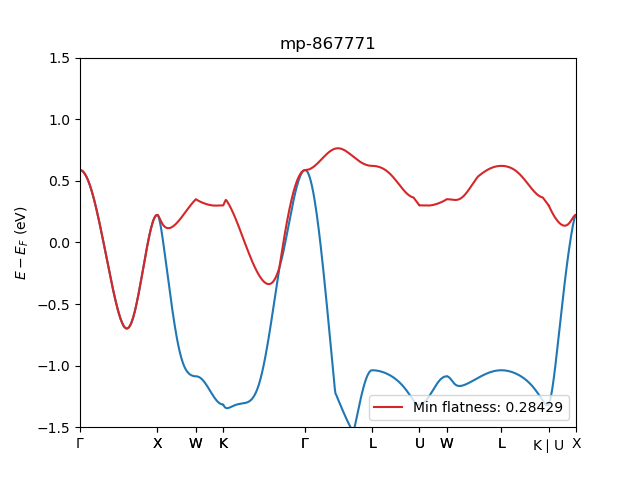 mp-867771
E − E_F (eV)
1.5
1.0
0.5
0.0
−0.5
−1.0
−1.5
Min flatness: 0.28429
Γ X W K Γ L U W L K | U X